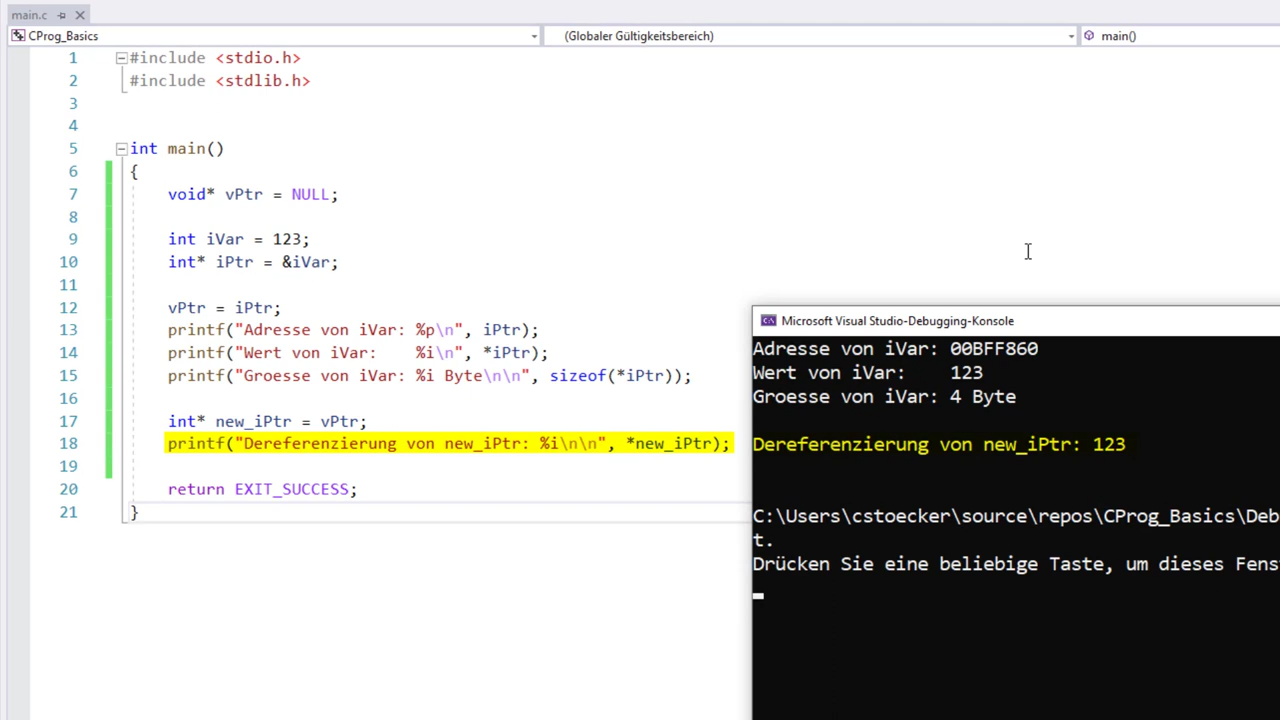 main.c
CProg_Basics
(Globaler Gültigkeitsbereich)
main()
1 #include <stdio.h>
2 #include <stdlib.h>
3
4
5 int main()
6 {
7 void* vPtr = NULL;
8
9 int iVar = 123;
10 int* iPtr = &iVar;
11
12 vPtr = iPtr;
13 printf("Adresse von iVar: %p\n", iPtr);
14 printf("Wert von iVar:    %i\n", *iPtr);
15 printf("Groesse von iVar: %i Byte\n\n", sizeof(*iPtr));
16
17 int* new_iPtr = vPtr;
18 printf("Dereferenzierung von new_iPtr: %i\n\n", *new_iPtr);
19
20 return EXIT_SUCCESS;
21 }
Microsoft Visual Studio-Debugging-Konsole
Adresse von iVar: 00BFF860
Wert von iVar:    123
Groesse von iVar: 4 Byte
Dereferenzierung von new_iPtr: 123
C:\Users\cstoecker\source\repos\CProg_Basics\Deb
t.
Drücken Sie eine beliebige Taste, um dieses Fens